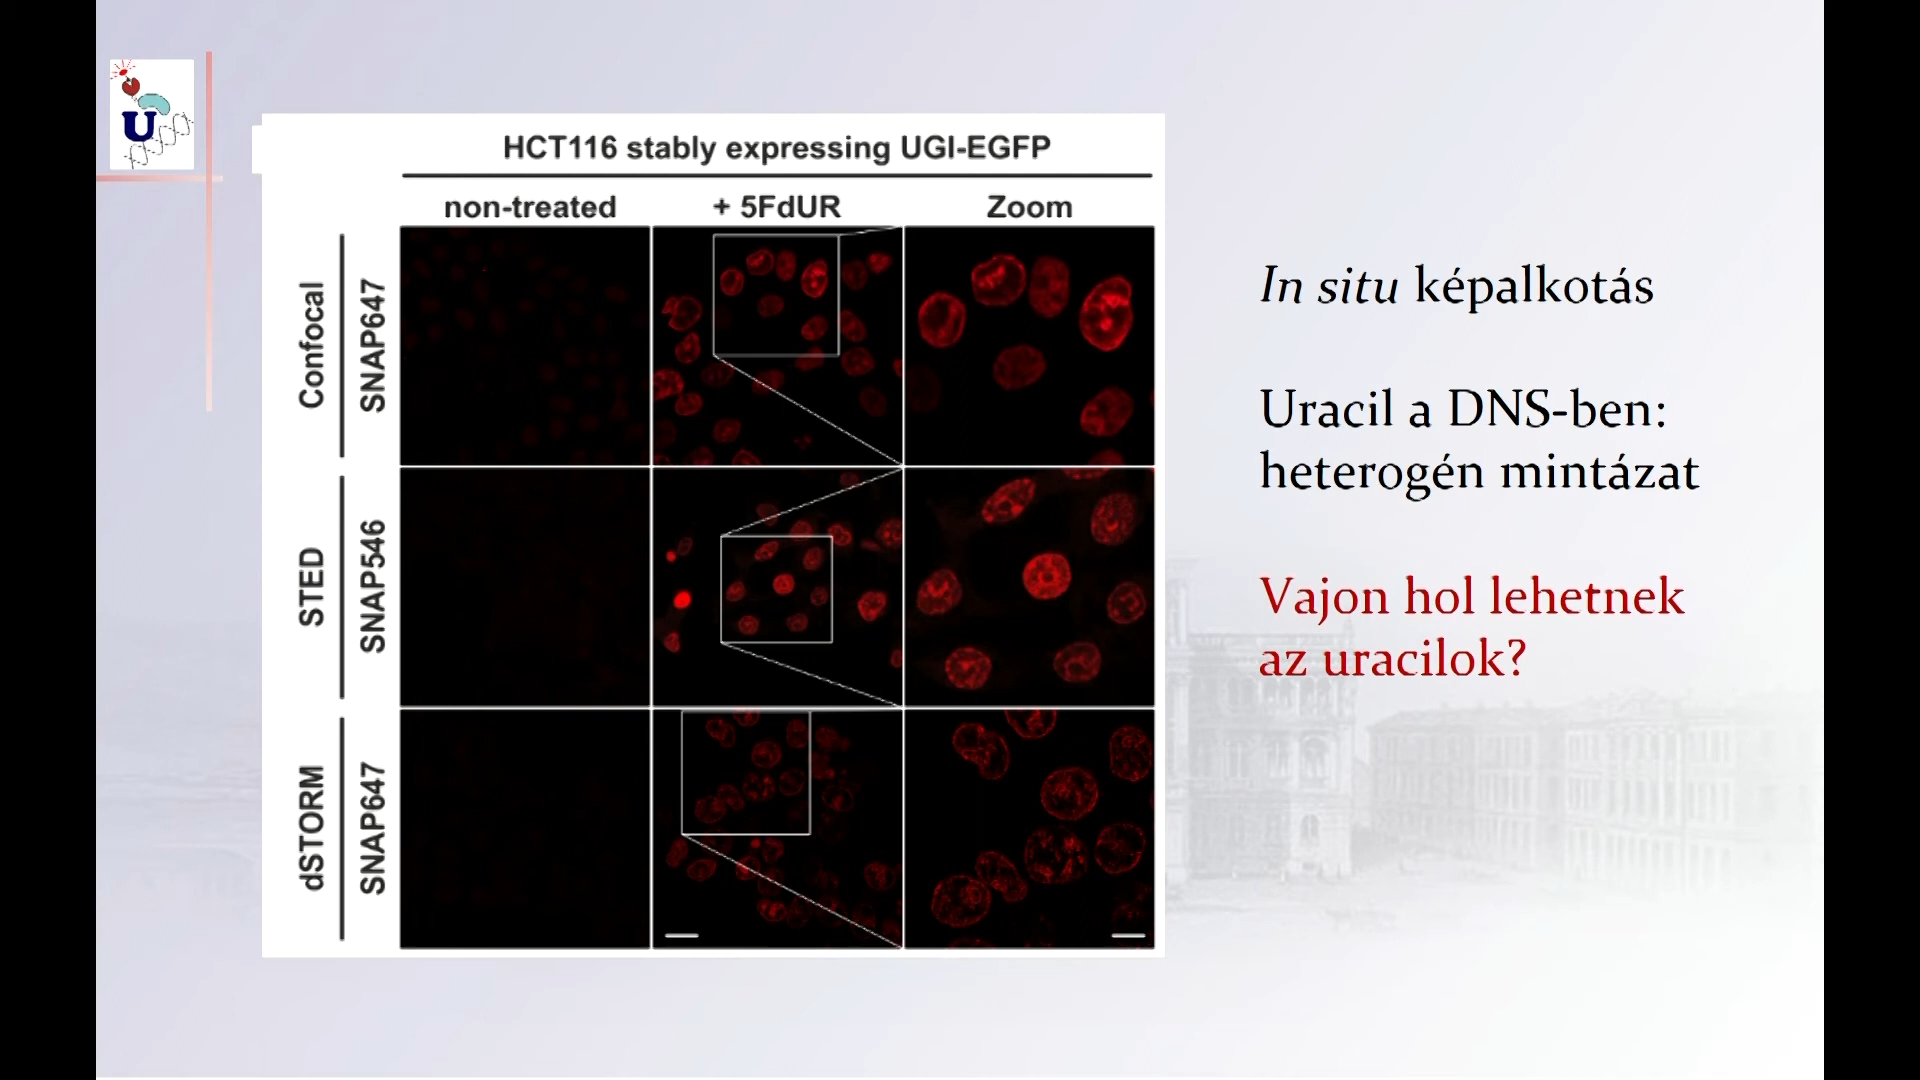 U
HCT116 stably expressing UGI-EGFP
non-treated
+ 5FdUR
Zoom
Confocal
SNAP647
STED
SNAP546
dSTORM
SNAP647
In situ képalkotás
Uracil a DNS-ben:
heterogén mintázat
Vajon hol lehetnek
az uracilok?